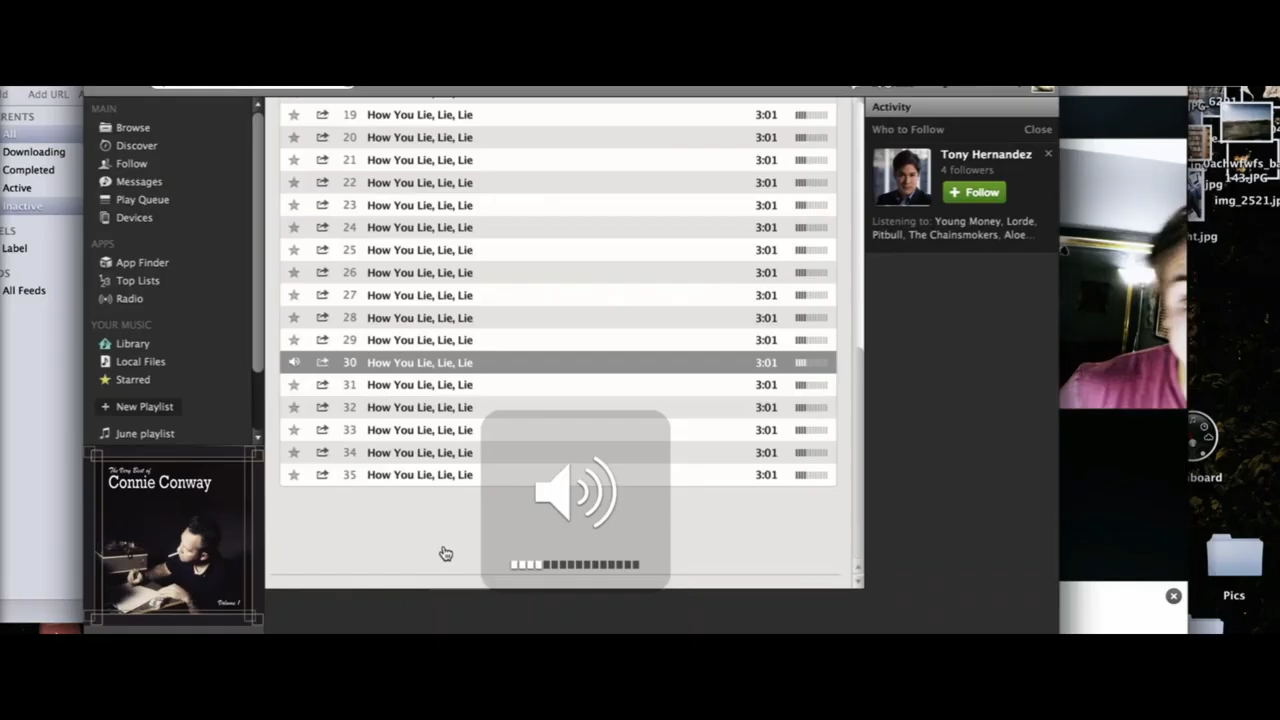 Add URL
RENTS
All
Downloading
Completed
Active
Inactive
ELS
Label
DS
All Feeds
MAIN
Browse
Discover
Follow
Messages
Play Queue
Devices
APPS
App Finder
Top Lists
Radio
YOUR MUSIC
Library
Local Files
Starred
+ New Playlist
June playlist
The Very Best of
Connie Conway
Volume 1
19 How You Lie, Lie, Lie 3:01
20 How You Lie, Lie, Lie 3:01
21 How You Lie, Lie, Lie 3:01
22 How You Lie, Lie, Lie 3:01
23 How You Lie, Lie, Lie 3:01
24 How You Lie, Lie, Lie 3:01
25 How You Lie, Lie, Lie 3:01
26 How You Lie, Lie, Lie 3:01
27 How You Lie, Lie, Lie 3:01
28 How You Lie, Lie, Lie 3:01
29 How You Lie, Lie, Lie 3:01
30 How You Lie, Lie, Lie 3:01
31 How You Lie, Lie, Lie 3:01
32 How You Lie, Lie, Lie 3:01
33 How You Lie, Lie, Lie 3:01
34 How You Lie, Lie, Lie 3:01
35 How You Lie, Lie, Lie 3:01
Activity
Who to Follow Close
Tony Hernandez
4 followers
+ Follow
Listening to: Young Money, Lorde,
Pitbull, The Chainsmokers, Aloe...
143.JPG
jpg
img_2521.jp
nt.jpg
board
Pics